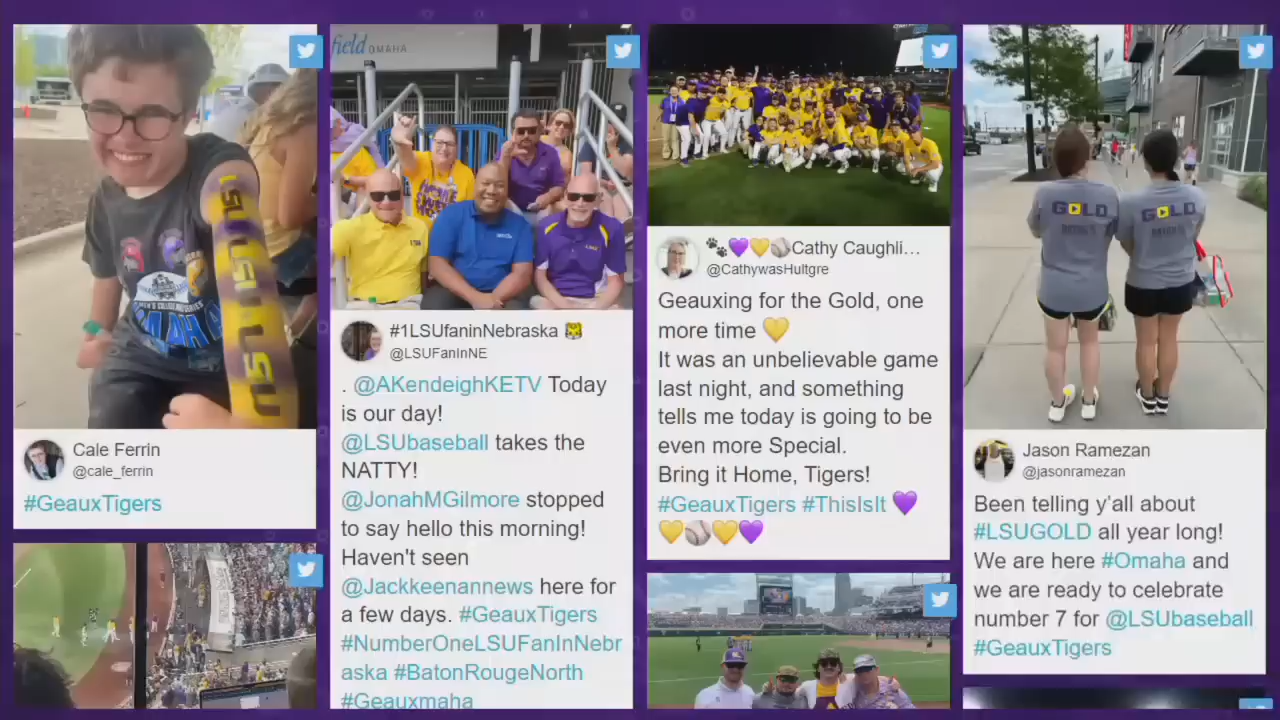 LSU LSU LSU
OMAHA
Cale Ferrin
@cale_ferrin
#GeauxTigers
field OMAHA
1
#1LSUfaninNebraska
@LSUFanInNE
. @AKendeighKETV Today
is our day!
@LSUbaseball takes the
NATTY!
@JonahMGilmore stopped
to say hello this morning!
Haven't seen
@Jackkeenannews here for
a few days. #GeauxTigers
#NumberOneLSUFanInNebr
aska #BatonRougeNorth
#Geauxmaha
🐾💜💛⚾Cathy Caughli…
@CathywasHultgre
Geauxing for the Gold, one
more time 💛
It was an unbelievable game
last night, and something
tells me today is going to be
even more Special.
Bring it Home, Tigers!
#GeauxTigers #ThisIsIt 💜
💛⚾💛💜
GOLD
GOLD
Jason Ramezan
@jasonramezan
Been telling y'all about
#LSUGOLD all year long!
We are here #Omaha and
we are ready to celebrate
number 7 for @LSUbaseball
#GeauxTigers